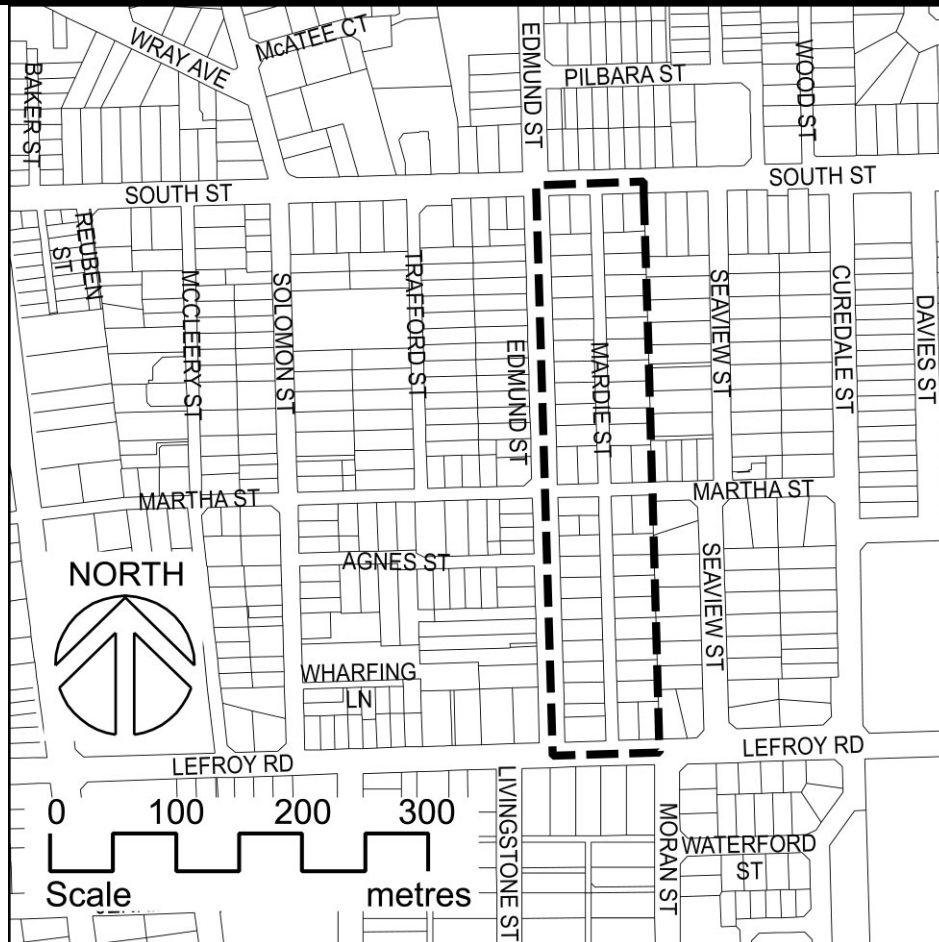 WRAY AVE
McATEE CT
EDMUND ST
PILBARA ST
WOOD ST
BAKER ST
SOUTH ST
SOUTH ST
REUBEN
ST
MCCLEERY ST
SOLOMON ST
TRAFFORD ST
EDMUND ST
MARDIE ST
SEAVIEW ST
CUREDALE ST
DAVIES ST
MARTHA ST
MARTHA ST
AGNES ST
SEAVIEW ST
NORTH
WHARFING
LN
LEFROY RD
LEFROY RD
0 100 200 300
Scale metres
LIVINGSTONE ST
MORAN ST
WATERFORD
ST